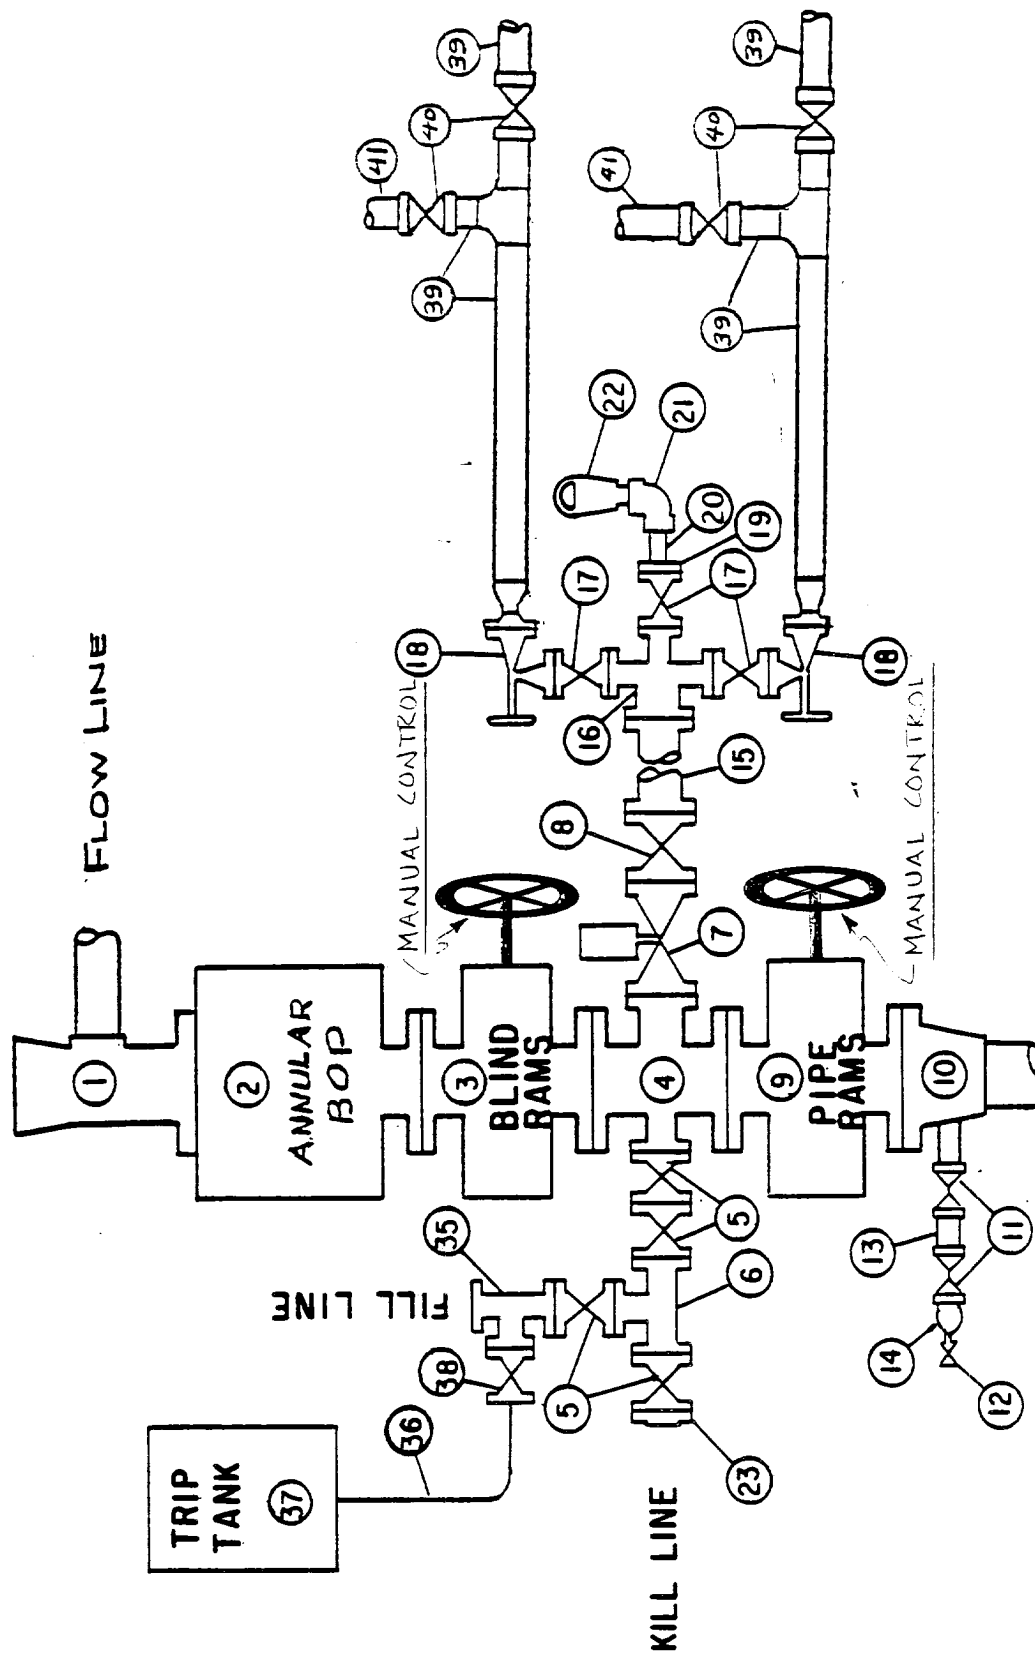 FLOW LINE
1
2
ANNULAR
BOP
3
BLIND
RAMS
MANUAL CONTROL
4
5
5
6
7
8
9
PIPE
RAMS
MANUAL CONTROL
10
11
12
13
14
15
16
17
17
18
18
19
20
21
22
23
KILL LINE
FILL LINE
35
36
TRIP
TANK
37
38
39
39
39
39
40
40
41
41